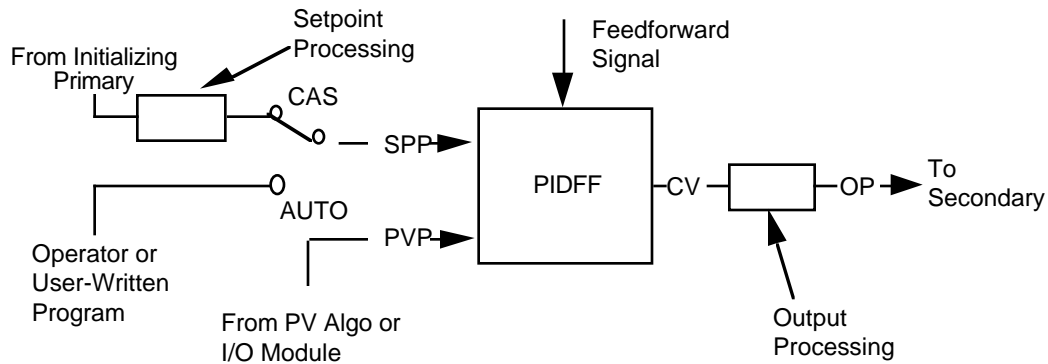 Setpoint
Processing
From Initializing
Primary
CAS
Feedforward
Signal
SPP
PIDFF
CV
OP
To
Secondary
AUTO
PVP
Operator or
User-Written
Program
From PV Algo or
I/O Module
Output
Processing